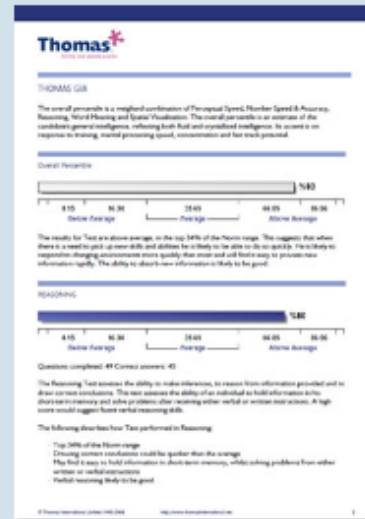 Thomas
THOMAS GIA
The overall percentile is a weighted combination of Perceptual Speed, Number Speed & Accuracy,
Reasoning, Word Meaning and Spatial Visualisation. The overall percentile is an estimate of the
candidate's general intelligence, reflecting both fluid and crystallised intelligence. Its accent is on
response to training, mental processing speed, concentration and fast track potential.
Overall Percentile
Below Average Average Above Average
The results for Test are above average, in the top 34% of the Norm range. This suggests that when
there is a need to pick up new skills and abilities he is likely to be able to do so quickly. He is likely to
respond to changing environments more quickly than most and will find it easy to process new
information rapidly. The ability to absorb new information is likely to be good.
REASONING
%80
Below Average Average Above Average
Questions completed: 49 Correct answers: 45
The Reasoning Test assesses the ability to make inferences, to reason from information provided and to
draw correct conclusions. This test assesses the ability of an individual to hold information in his
short-term memory and solve problems after receiving either verbal or written instructions. A high
score would suggest fluent verbal reasoning skills.
The following describes how Test performed in Reasoning:
Top 34% of the Norm range
Drawing correct conclusions could be quicker than the average
May find it easy to hold information in short-term memory, whilst solving problems from either
written or verbal instructions
Verbal reasoning likely to be good